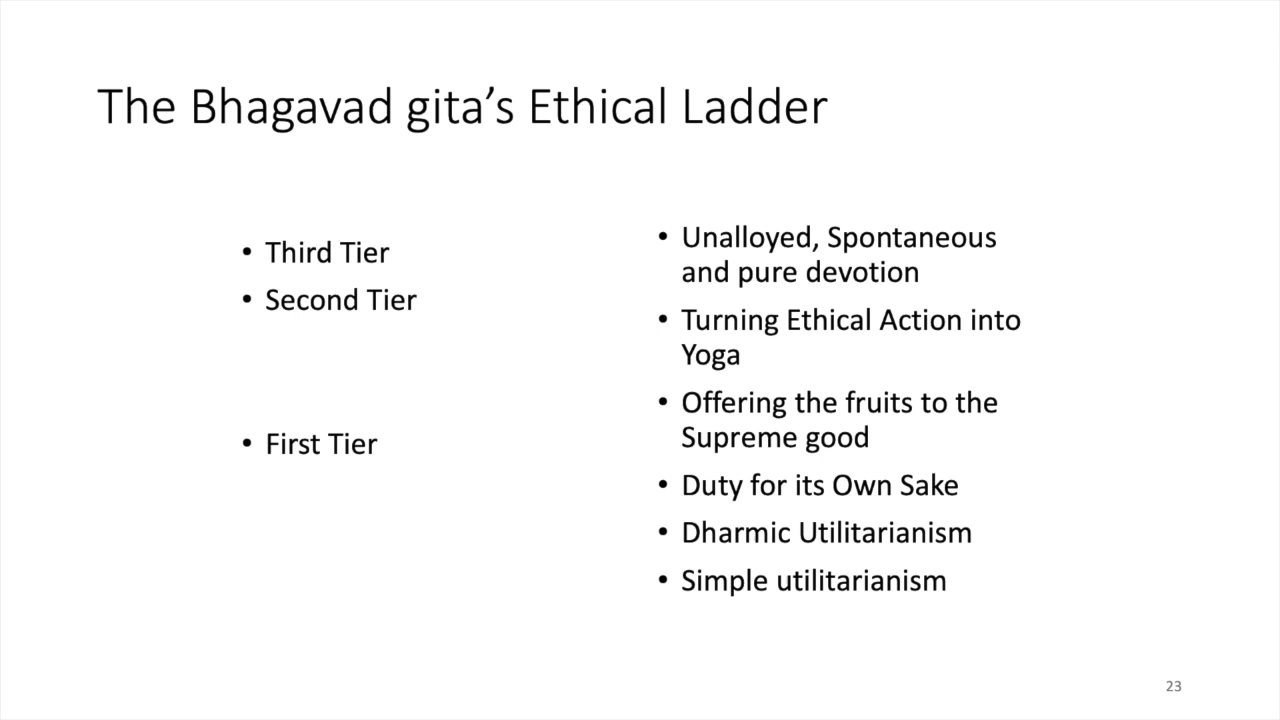 The Bhagavad gita's Ethical Ladder
• Third Tier
• Second Tier
• First Tier
• Unalloyed, Spontaneous
and pure devotion
• Turning Ethical Action into
Yoga
• Offering the fruits to the
Supreme good
• Duty for its Own Sake
• Dharmic Utilitarianism
• Simple utilitarianism
23